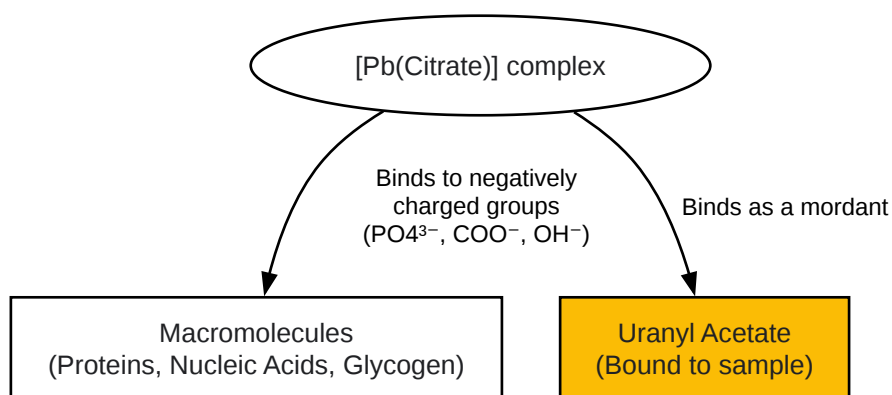 [Pb(Citrate)] complex
Binds to negatively
charged groups
(PO4³⁻, COO⁻, OH⁻)
Binds as a mordant
Macromolecules
(Proteins, Nucleic Acids, Glycogen)
Uranyl Acetate
(Bound to sample)